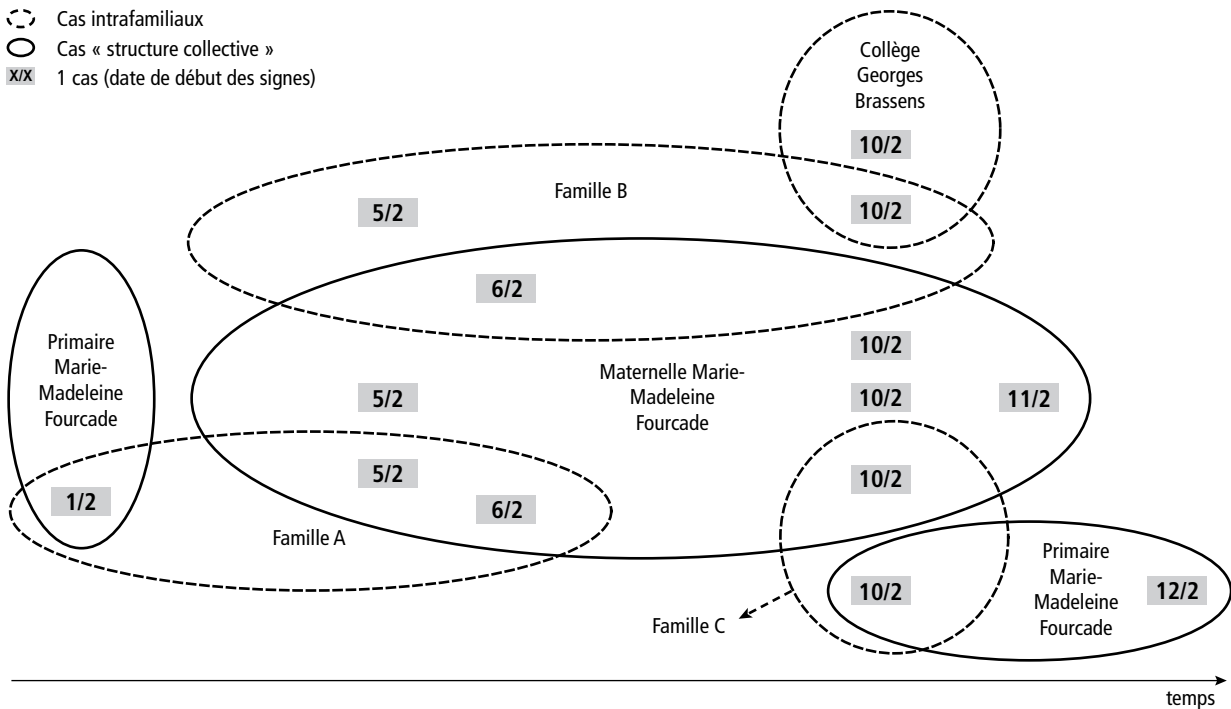 Cas intrafamiliaux
Cas « structure collective »
X/X 1 cas (date de début des signes)
Collège
Georges
Brassens
10/2
10/2
Famille B
5/2
6/2
Primaire
Marie-
Madeleine
Fourcade
1/2
Maternelle Marie-
Madeleine
Fourcade
5/2
10/2
10/2
11/2
5/2
6/2
Famille A
10/2
10/2
Primaire
Marie-
Madeleine
Fourcade
12/2
Famille C
temps